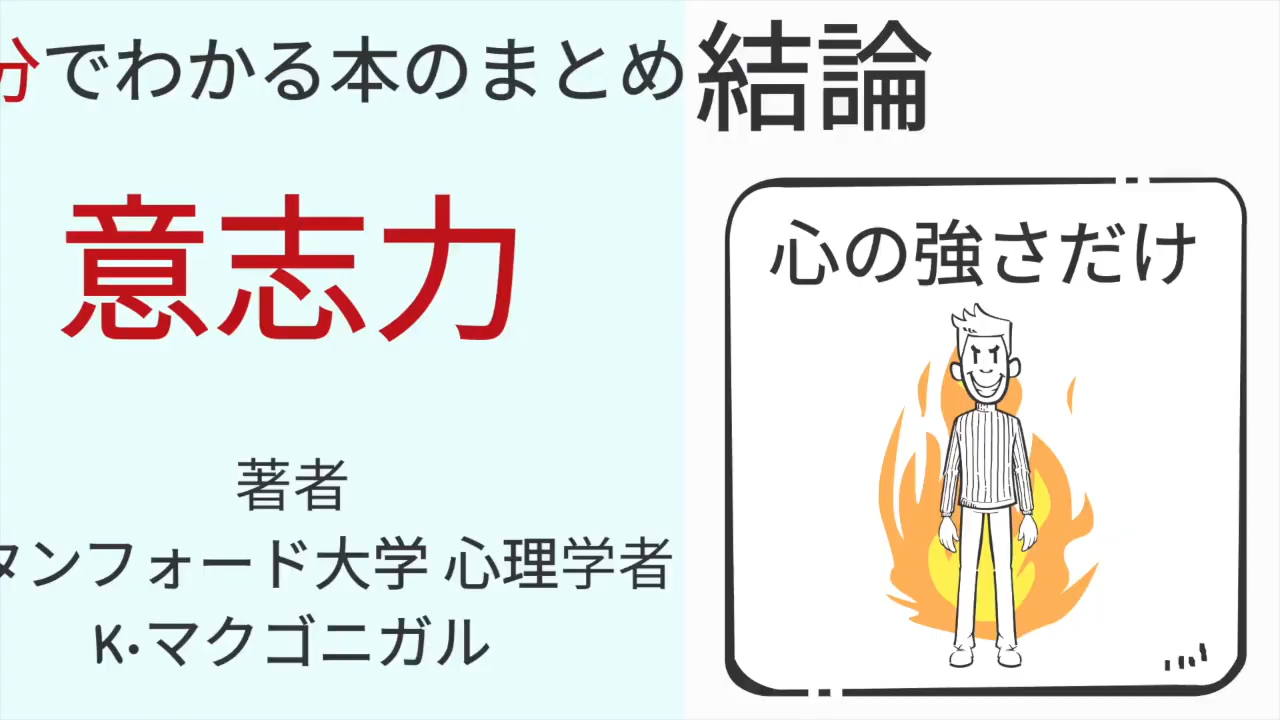 分でわかる本のまとめ
意志力
著者
タンフォード大学 心理学者
K・マクゴニガル
結論
心の強さだけ